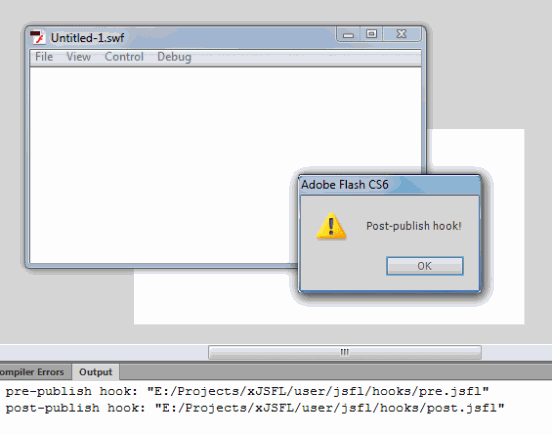 Untitled-1.swf
File View Control Debug
Adobe Flash CS6
Post-publish hook!
OK
ompiler Errors Output
pre-publish hook: "E:/Projects/xJSFL/user/jsfl/hooks/pre.jsfl"
post-publish hook: "E:/Projects/xJSFL/user/jsfl/hooks/post.jsfl"